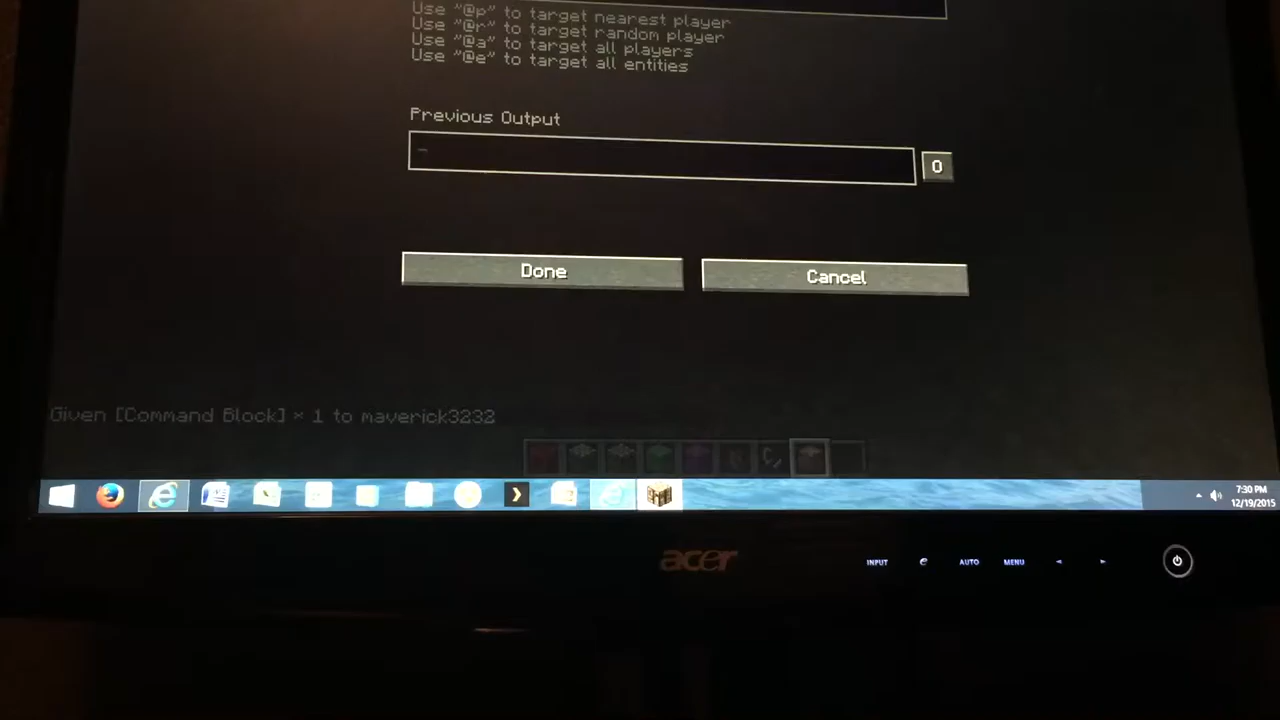 Use "@p" to target nearest player
Use "@r" to target random player
Use "@a" to target all players
Use "@e" to target all entities
Previous Output
-
O
Done
Cancel
Given [Command Block] × 1 to maverick3232
7:30 PM
12/19/2015
acer
INPUT
e
AUTO
MENU